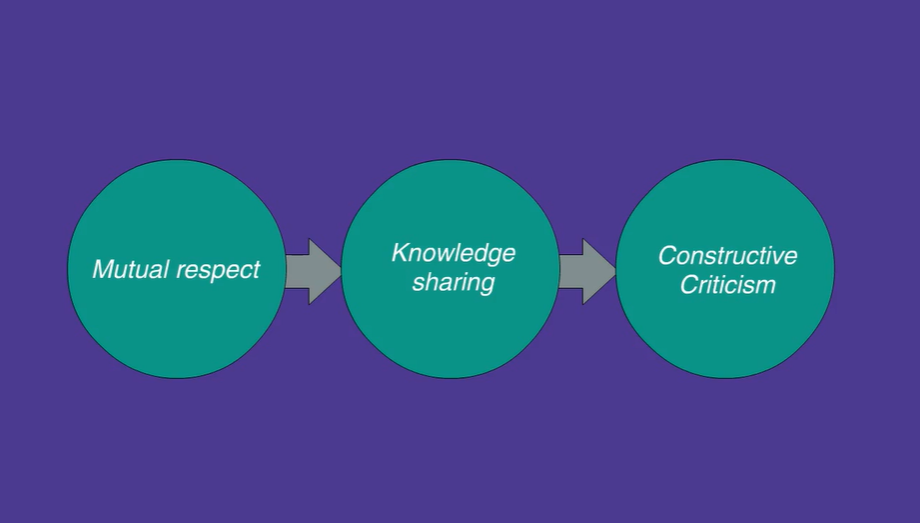 Mutual respect
Knowledge
sharing
Constructive
Criticism